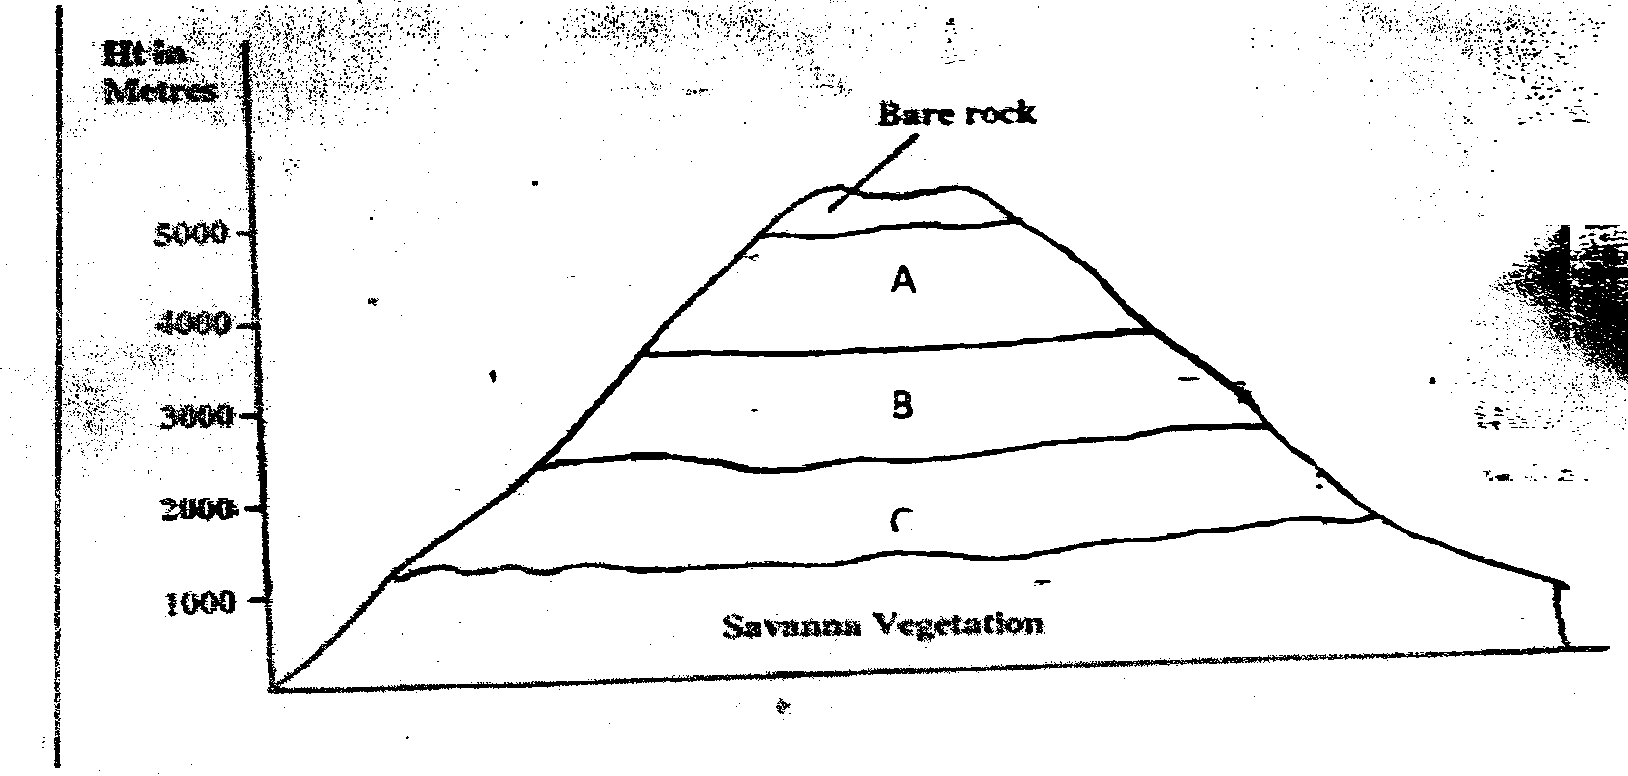 Ht in
Metres
Bare rock
5000
A
4000
B
3000
2000
C
1000
Savanna Vegetation